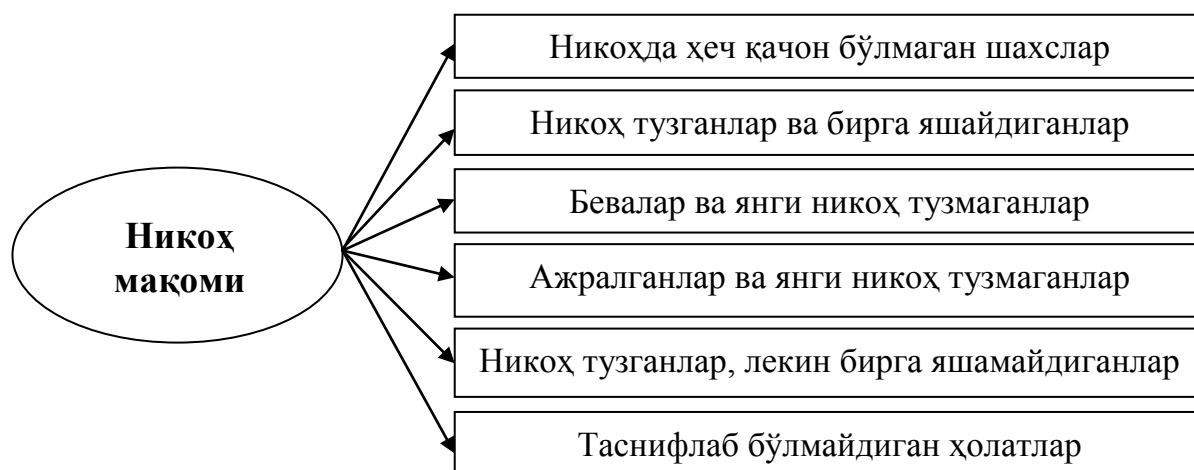 Никоҳда ҳеч қачон бўлмаган шахслар
Никоҳ тузганлар ва бирга яшайдиганлар
Бевалар ва янги никоҳ тузмаганлар
Никоҳ
мақоми
Ажралганлар ва янги никоҳ тузмаганлар
Никоҳ тузганлар, лекин бирга яшамайдиганлар
Таснифлаб бўлмайдиган ҳолатлар